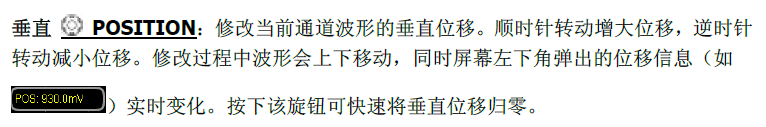 垂直 POSITION：修改当前通道波形的垂直位移。顺时针转动增大位移，逆时针
转动减小位移。修改过程中波形会上下移动，同时屏幕左下角弹出的位移信息（如
POS: 930.0mV）实时变化。按下该旋钮可快速将垂直位移归零。